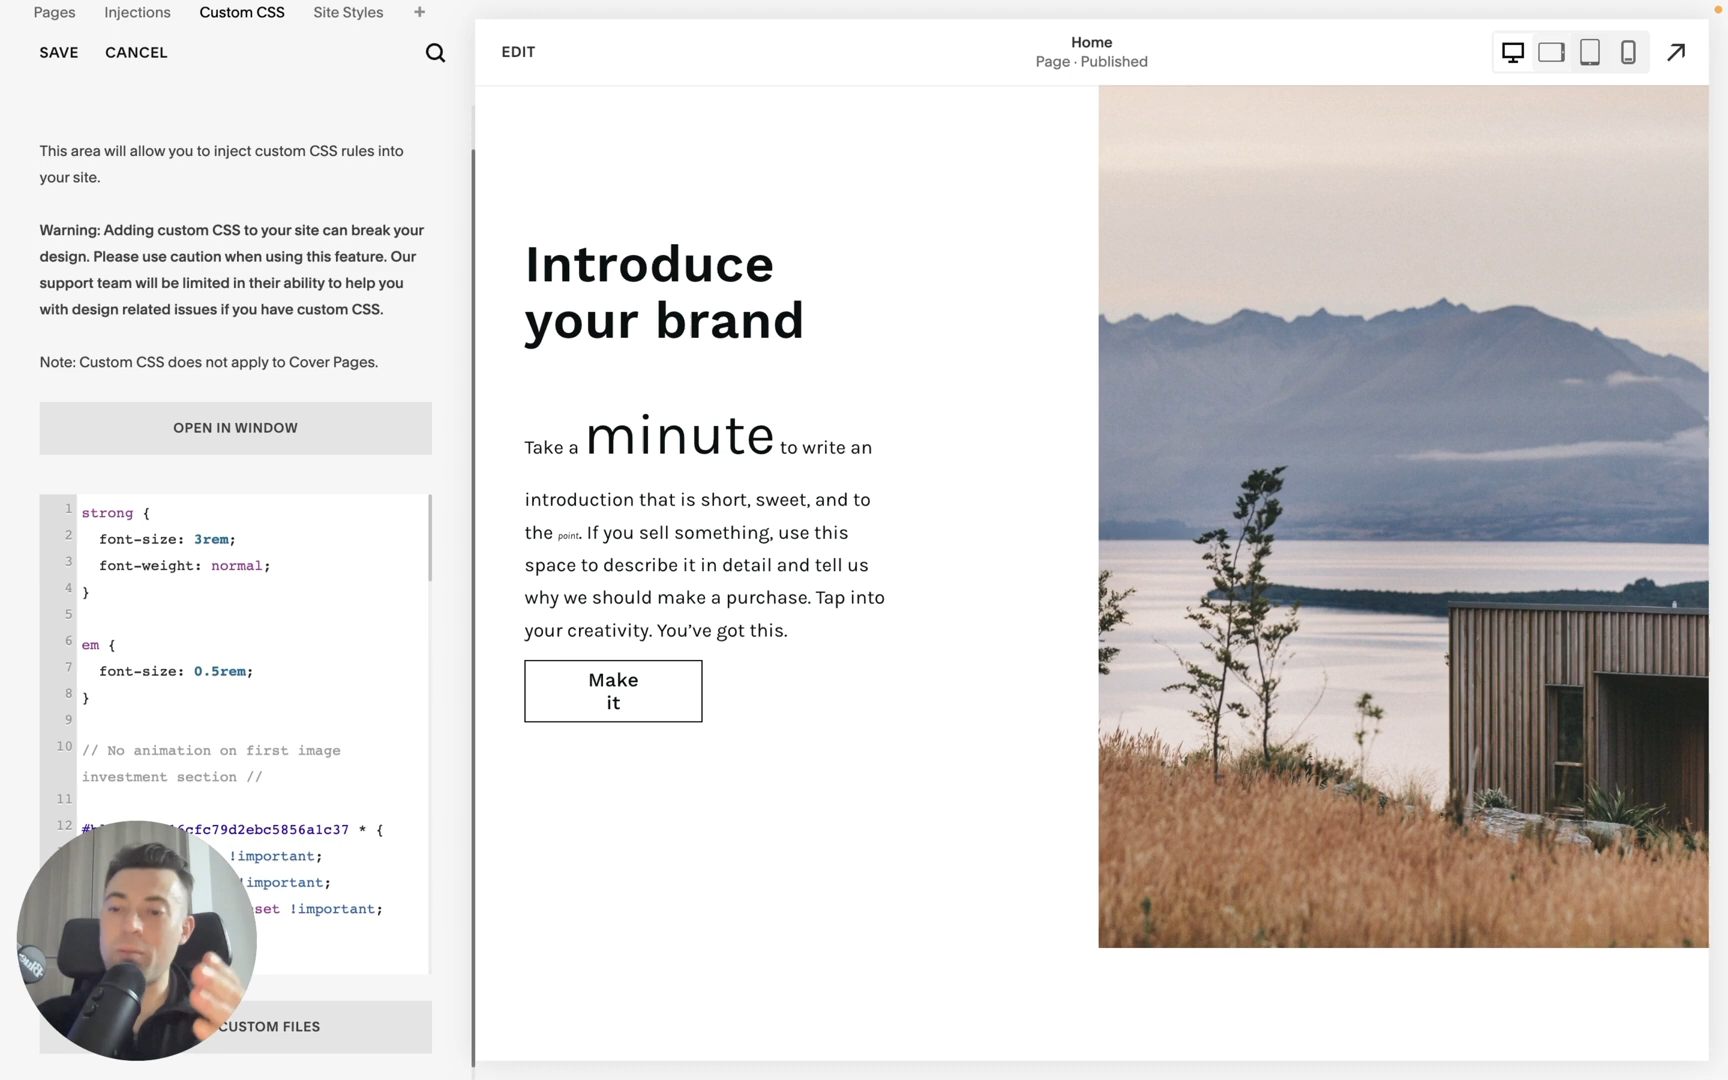 Pages Injections Custom CSS Site Styles +
SAVE CANCEL
This area will allow you to inject custom CSS rules into
your site.
Warning: Adding custom CSS to your site can break your
design. Please use caution when using this feature. Our
support team will be limited in their ability to help you
with design related issues if you have custom CSS.
Note: Custom CSS does not apply to Cover Pages.
OPEN IN WINDOW
1 strong {
2 font-size: 3rem;
3 font-weight: normal;
4 }
5
6 em {
7 font-size: 0.5rem;
8 }
9
10 // No animation on first image
investment section //
11
12 cfc79d2ebc5856a1c37 * {
!important;
!important;
set !important;
CUSTOM FILES
EDIT
Home
Page · Published
Introduce
your brand
Take a minute to write an
introduction that is short, sweet, and to
the point. If you sell something, use this
space to describe it in detail and tell us
why we should make a purchase. Tap into
your creativity. You’ve got this.
Make
it